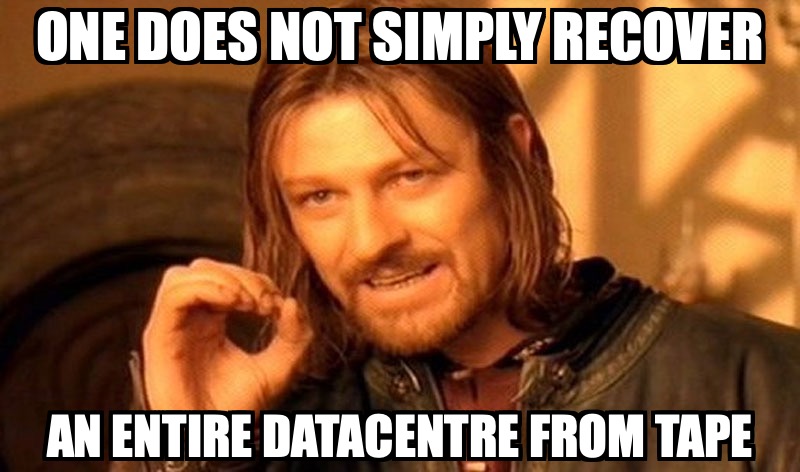 ONE DOES NOT SIMPLY RECOVER
AN ENTIRE DATACENTRE FROM TAPE